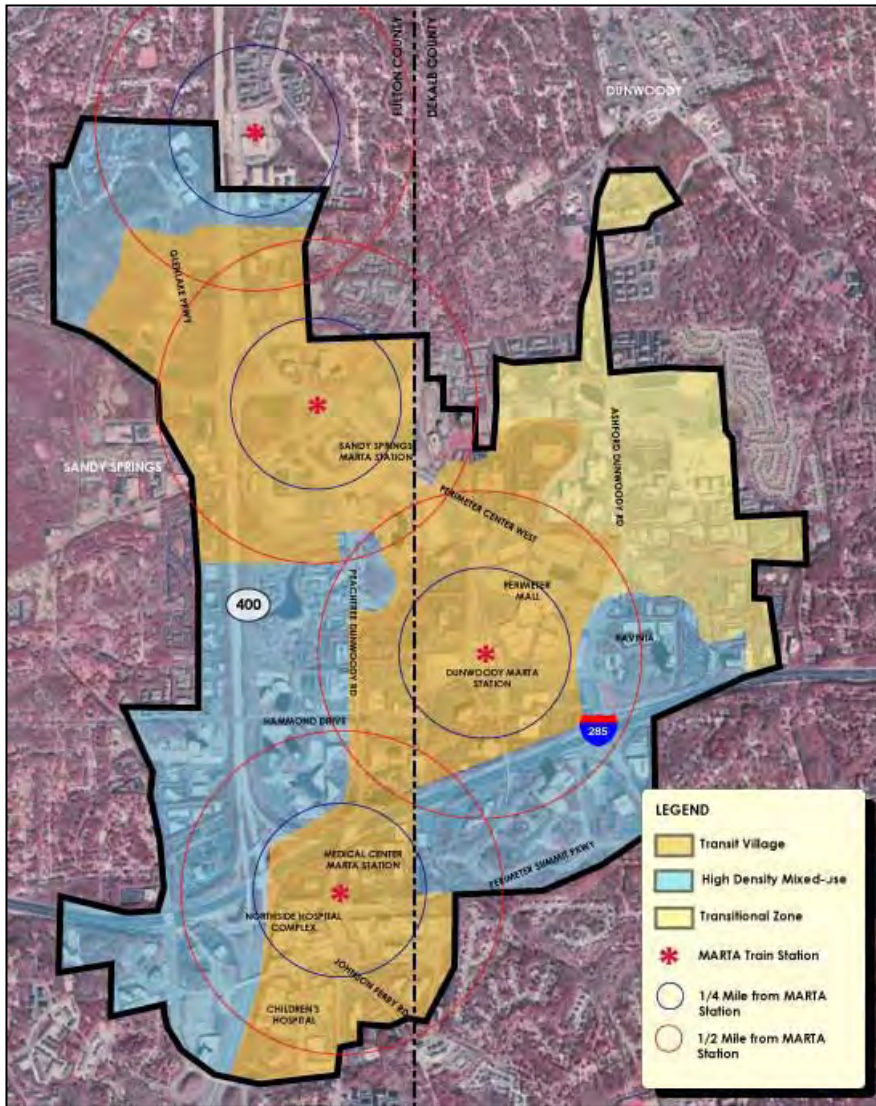 FULTON COUNTY
DEKALB COUNTY
DUNWOODY
GLENLAKE PKWY
ASHFORD DUNWOODY RD
SANDY SPRINGS
MARTA STATION
SANDY SPRINGS
PERIMETER CENTER WEST
PERIMETER
MALL
400
PEACHTREE DUNWOODY RD
RAVINIA
DUNWOODY MARTA
STATION
HAMMOND DRIVE
285
MEDICAL CENTER
MARTA STATION
PERIMETER SUMMIT PKWY
NORTHSIDE HOSPITAL
COMPLEX
JOHNSON FERRY RD
CHILDREN'S
HOSPITAL
LEGEND
Transit Village
High Density Mixed-use
Transitional Zone
MARTA Train Station
1/4 Mile from MARTA
Station
1/2 Mile from MARTA
Station